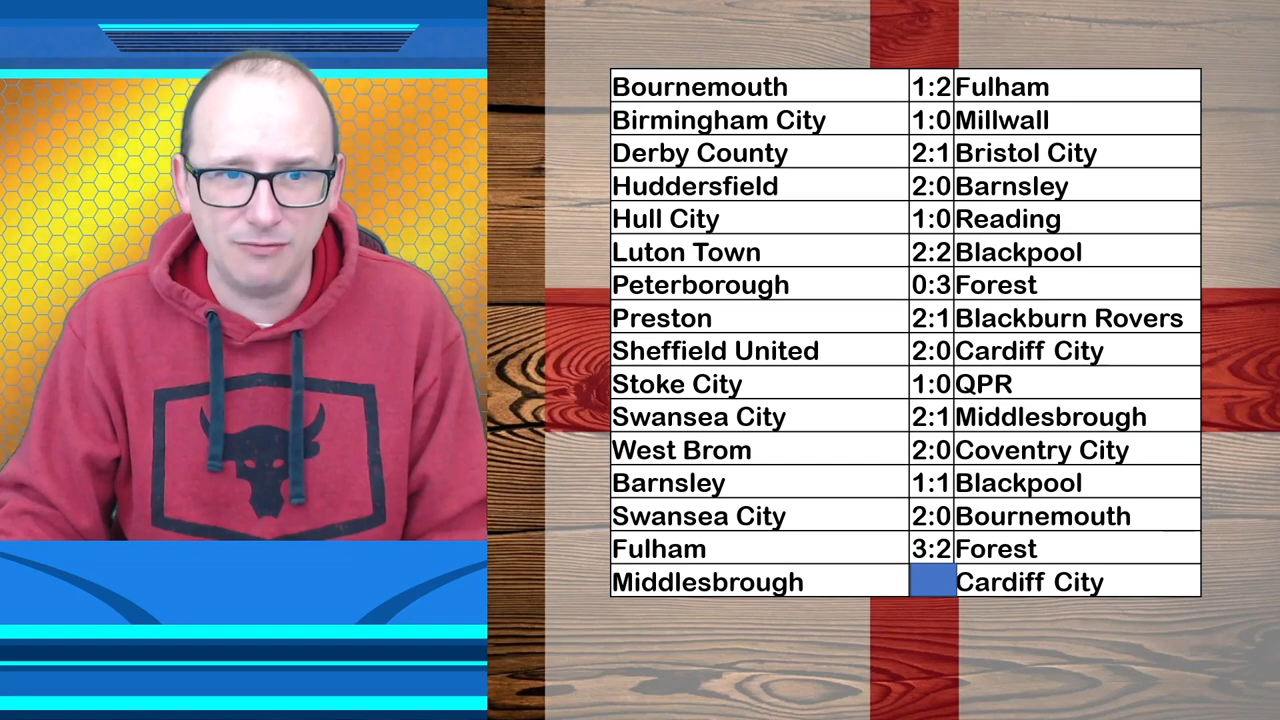 Bournemouth 1:2 Fulham
Birmingham City 1:0 Millwall
Derby County 2:1 Bristol City
Huddersfield 2:0 Barnsley
Hull City 1:0 Reading
Luton Town 2:2 Blackpool
Peterborough 0:3 Forest
Preston 2:1 Blackburn Rovers
Sheffield United 2:0 Cardiff City
Stoke City 1:0 QPR
Swansea City 2:1 Middlesbrough
West Brom 2:0 Coventry City
Barnsley 1:1 Blackpool
Swansea City 2:0 Bournemouth
Fulham 3:2 Forest
Middlesbrough Cardiff City